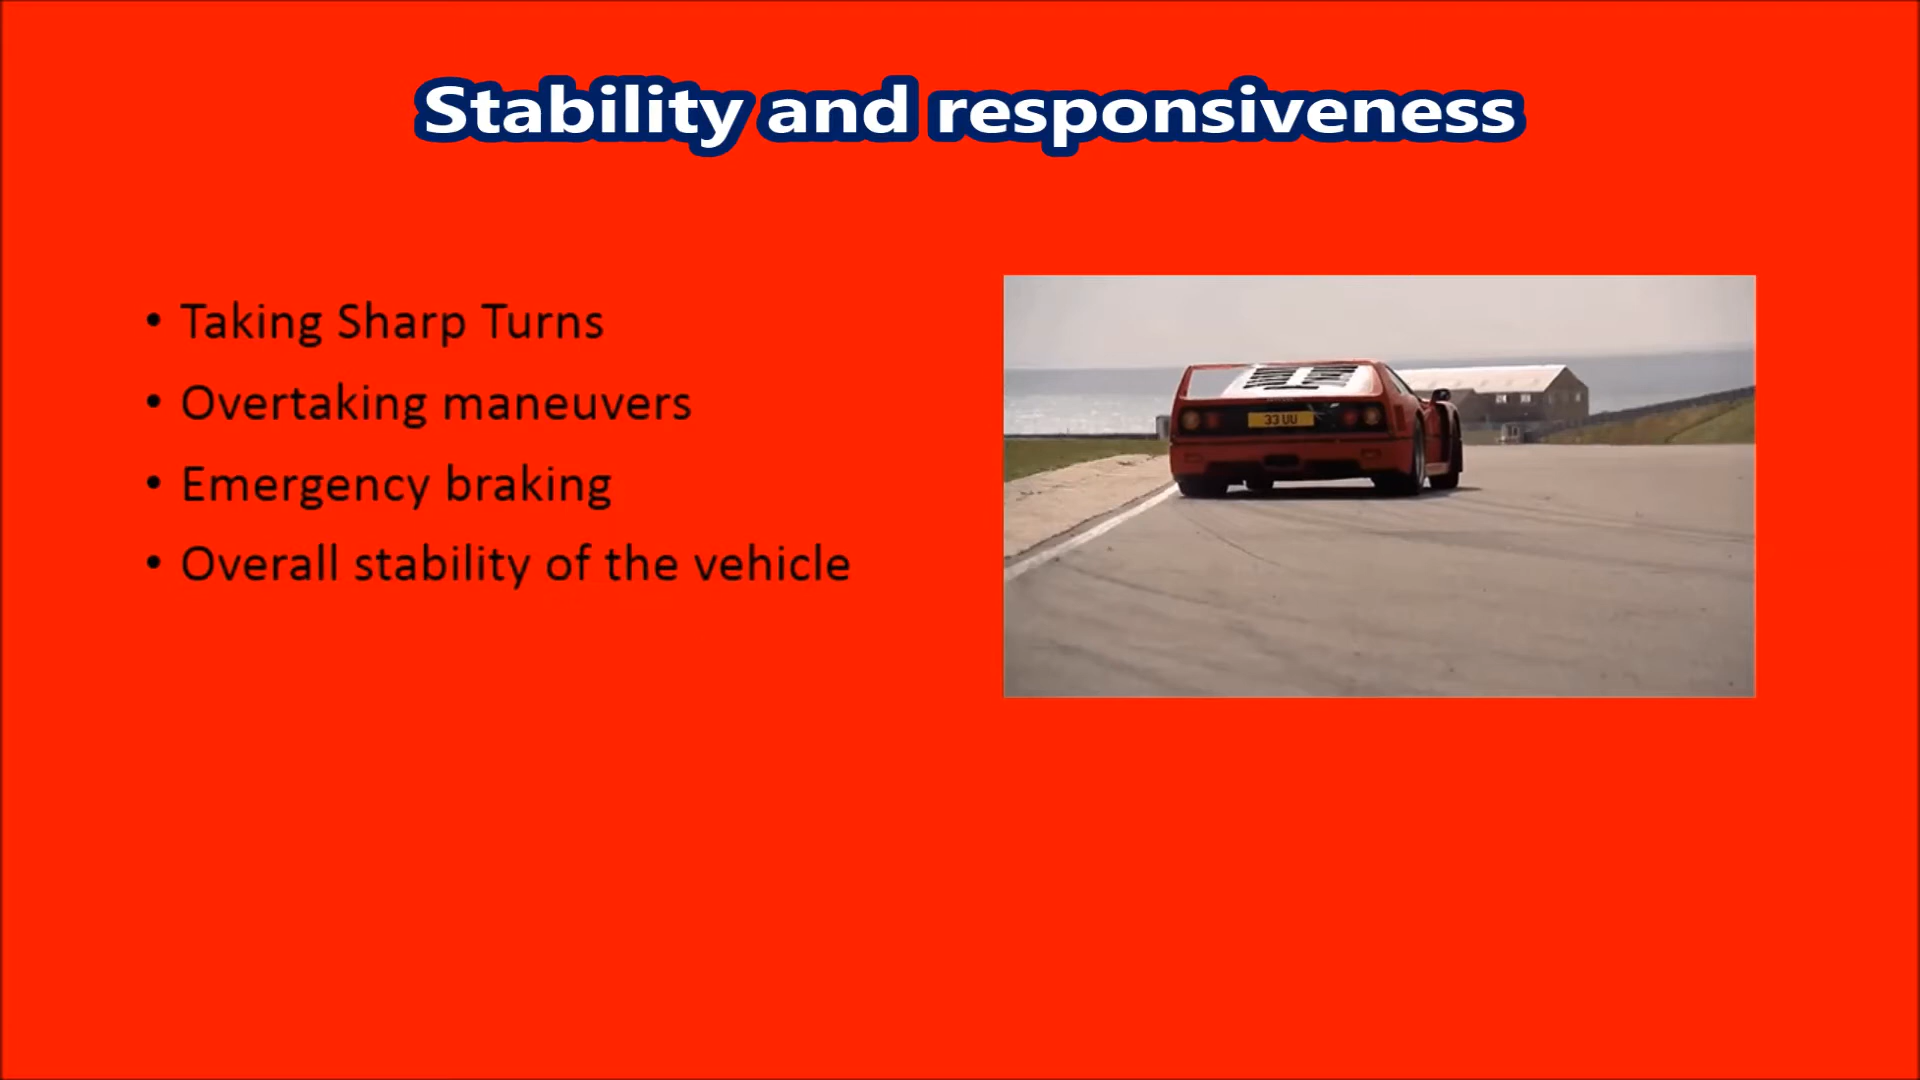 Stability and responsiveness
• Taking Sharp Turns
• Overtaking maneuvers
• Emergency braking
• Overall stability of the vehicle
33 UU